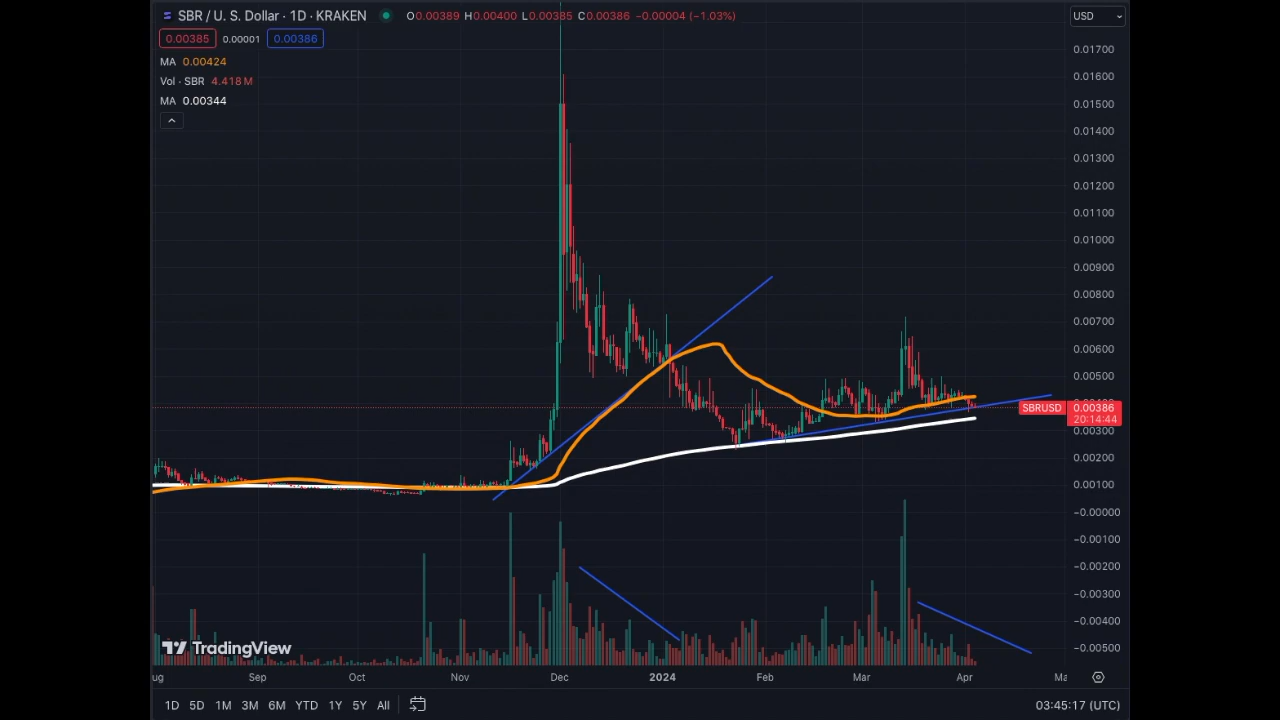 SBR / U. S. Dollar · 1D · KRAKEN O0.00389 H0.00400 L0.00385 C0.00386 −0.00004 (−1.03%)
USD
0.00385 0.00001 0.00386
MA 0.00424
Vol · SBR 4.418 M
MA 0.00344
0.01700
0.01600
0.01500
0.01400
0.01300
0.01200
0.01100
0.01000
0.00900
0.00800
0.00700
0.00600
0.00500
SBRUSD 0.00386
20:14:44
0.00300
0.00200
0.00100
−0.00000
−0.00100
−0.00200
−0.00300
−0.00400
−0.00500
TradingView
ug Sep Oct Nov Dec 2024 Feb Mar Apr Ma
1D 5D 1M 3M 6M YTD 1Y 5Y All 03:45:17 (UTC)